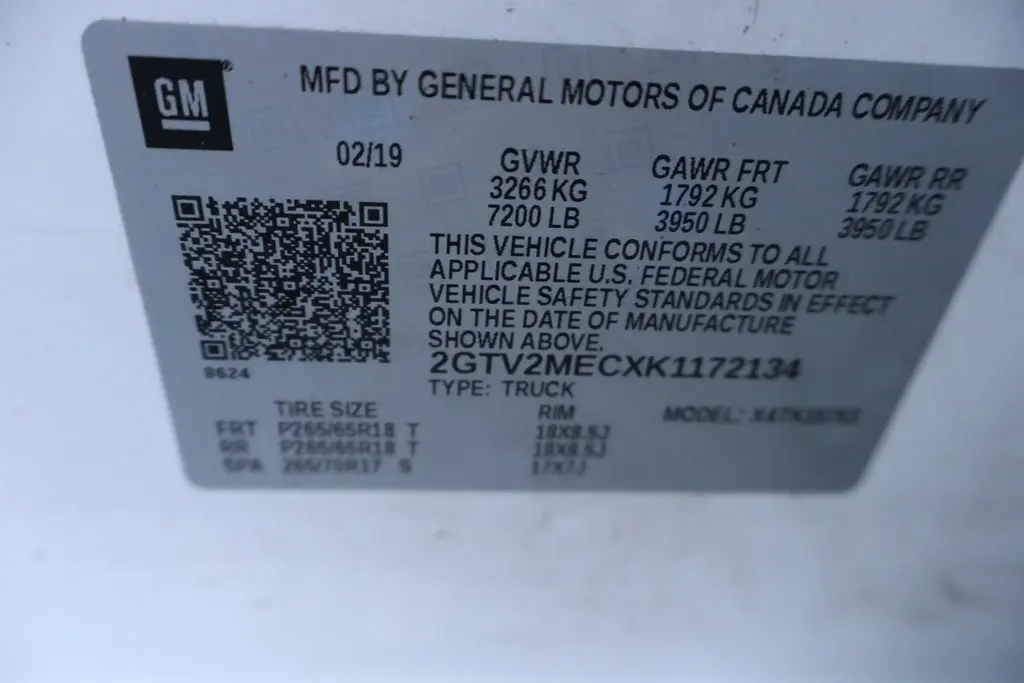 GM
MFD BY GENERAL MOTORS OF CANADA COMPANY
02/19
GVWR
3266 KG
7200 LB
GAWR FRT
1792 KG
3950 LB
GAWR RR
1792 KG
3950 LB
THIS VEHICLE CONFORMS TO ALL
APPLICABLE U.S. FEDERAL MOTOR
VEHICLE SAFETY STANDARDS IN EFFECT
ON THE DATE OF MANUFACTURE
SHOWN ABOVE.
2GTV2MECXK1172134
8624
TYPE: TRUCK
TIRE SIZE
RIM
MODEL:
FRT P265/65R18 T 18X8.5J
RR P265/65R18 T 18X8.5J
SPA 265/70R17 S 17X7J